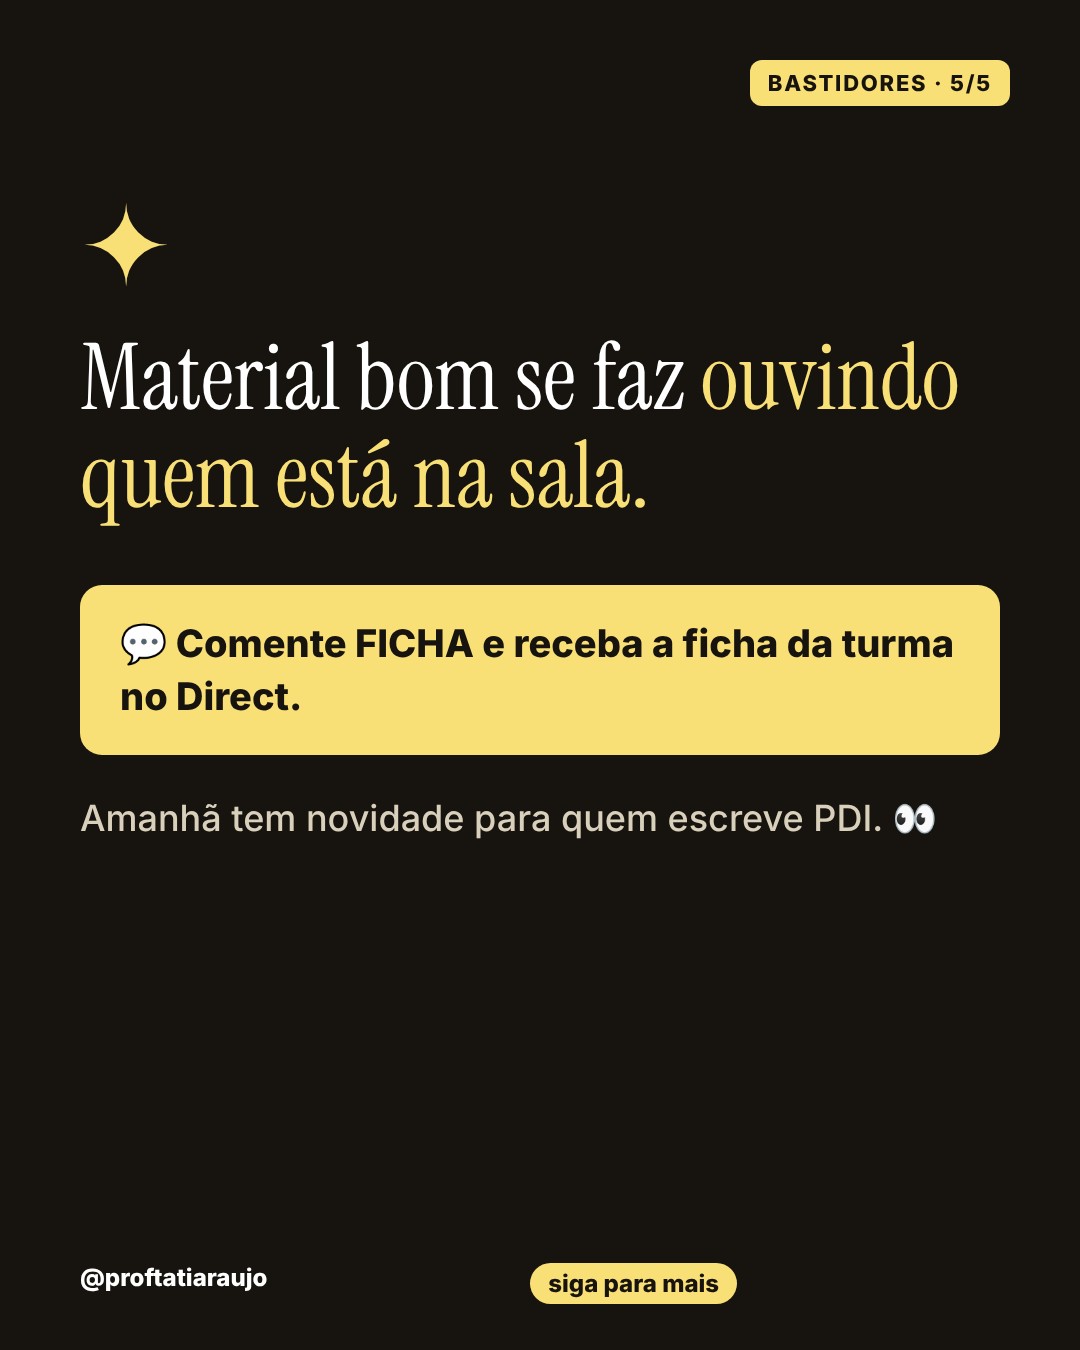 BASTIDORES · 5/5
Material bom se faz ouvindo
quem está na sala.
💬 Comente FICHA e receba a ficha da turma
no Direct.
Amanhã tem novidade para quem escreve PDI. 👀
@proftatiaraujo
siga para mais